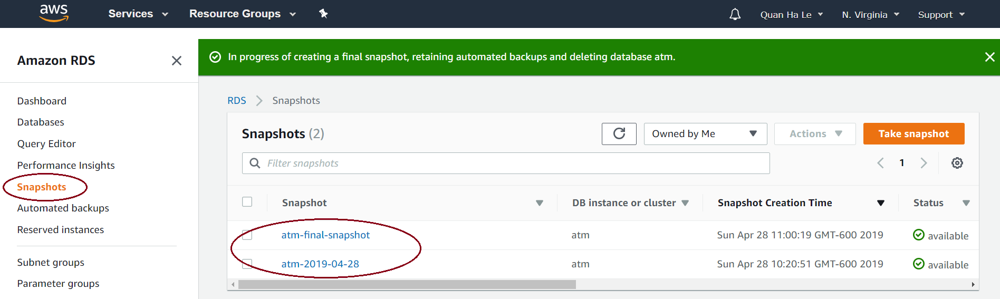 aws Services Resource Groups Quan Ha Le N. Virginia Support
Amazon RDS
In progress of creating a final snapshot, retaining automated backups and deleting database atm.
Dashboard
Databases
Query Editor
Performance Insights
Snapshots
Automated backups
Reserved instances
Subnet groups
Parameter groups
RDS Snapshots
Snapshots (2) Owned by Me Actions Take snapshot
Filter snapshots 1
Snapshot DB instance or cluster Snapshot Creation Time Status
atm-final-snapshot atm Sun Apr 28 11:00:19 GMT-600 2019 available
atm-2019-04-28 atm Sun Apr 28 10:20:51 GMT-600 2019 available